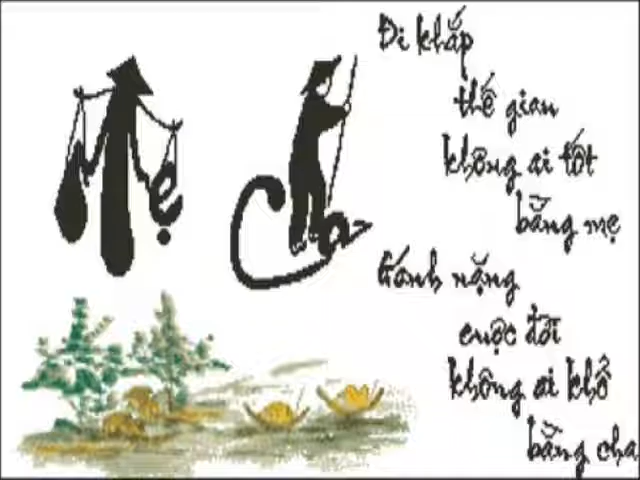 Mẹ Cha
Đi khắp
thế gian
không ai tốt
bằng mẹ
Gánh nặng
cuộc đời
không ai khổ
bằng cha